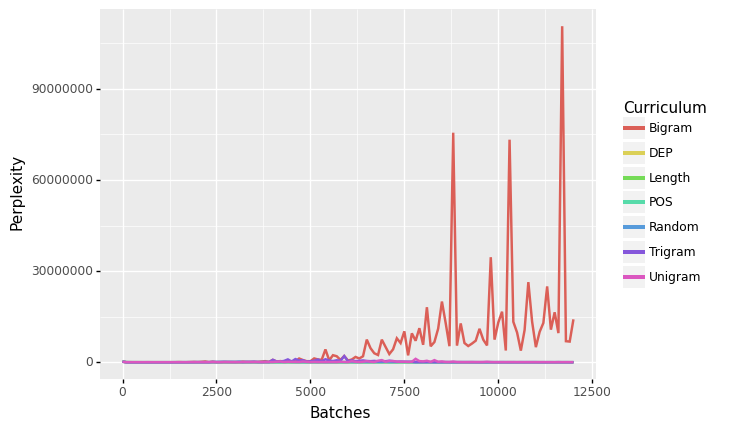 Perplexity
90000000
60000000
30000000
0
0
2500
5000
7500
10000
12500
Batches
Curriculum
Bigram
DEP
Length
POS
Random
Trigram
Unigram